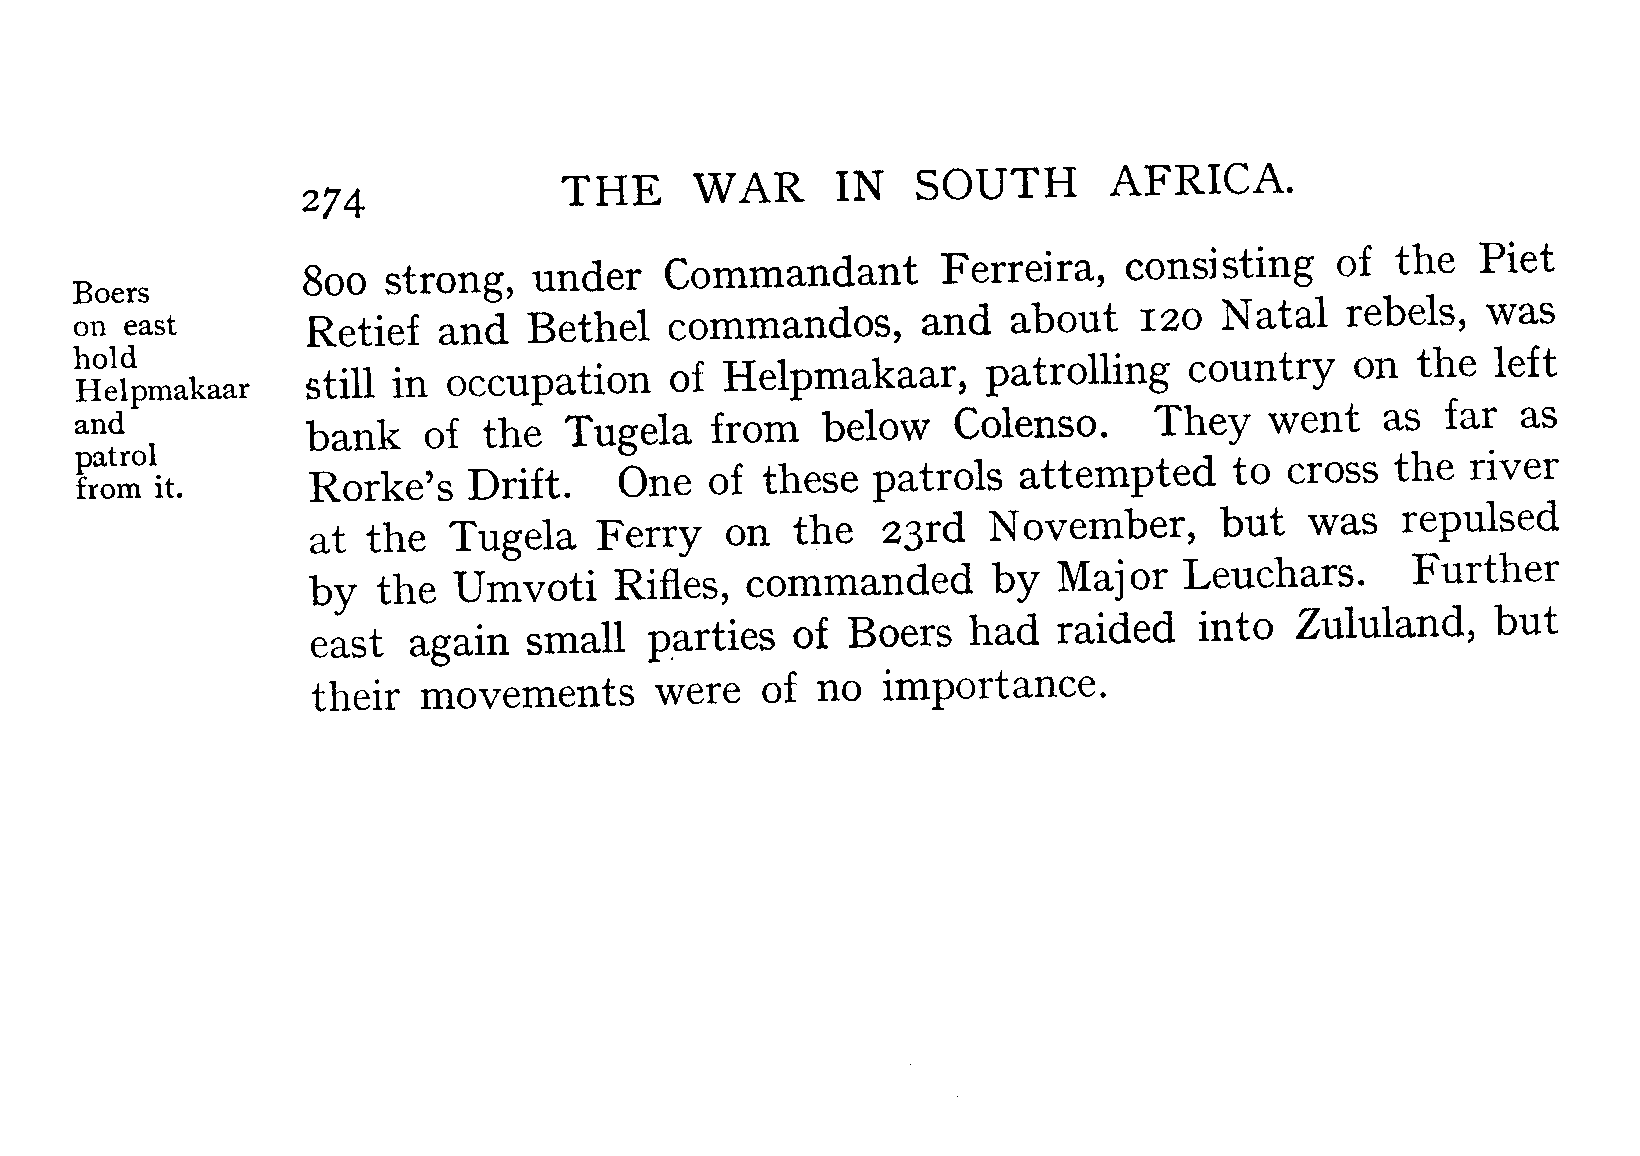 274 THE WAR IN SOUTH AFRICA.
Boers
on east
hold
Helpmakaar
and
patrol
from it.
800 strong, under Commandant Ferreira, consisting of the Piet
Retief and Bethel commandos, and about 120 Natal rebels, was
still in occupation of Helpmakaar, patrolling country on the left
bank of the Tugela from below Colenso. They went as far as
Rorke's Drift. One of these patrols attempted to cross the river
at the Tugela Ferry on the 23rd November, but was repulsed
by the Umvoti Rifles, commanded by Major Leuchars. Further
east again small parties of Boers had raided into Zululand, but
their movements were of no importance.